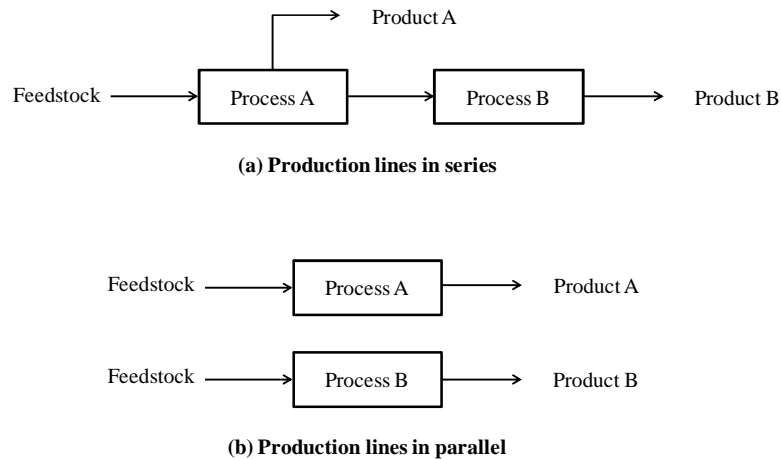 Product A
Feedstock
Process A
Process B
Product B
(a) Production lines in series
Feedstock
Process A
Product A
Feedstock
Process B
Product B
(b) Production lines in parallel